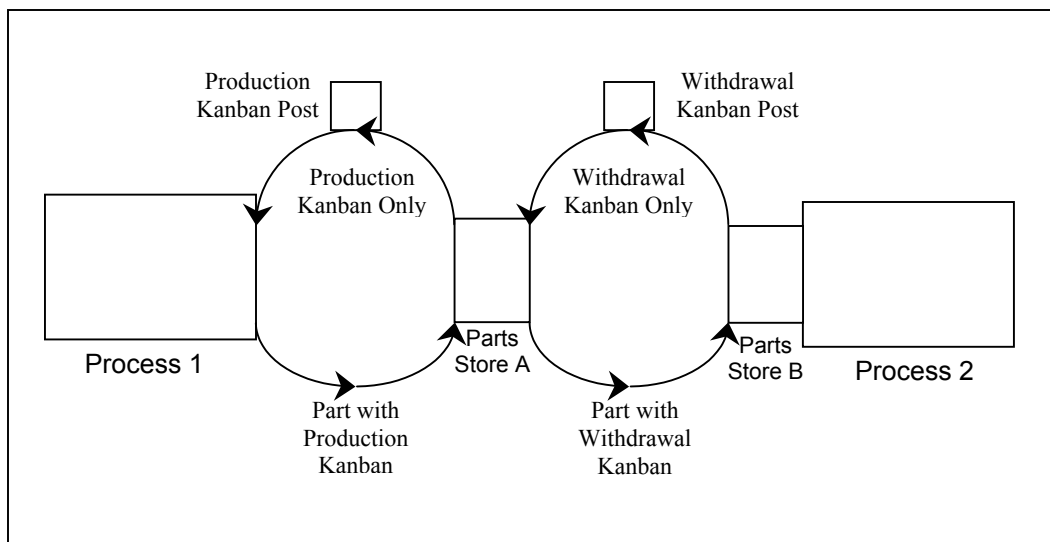 Production
Kanban Post
Withdrawal
Kanban Post
Production
Kanban Only
Withdrawal
Kanban Only
Process 1
Parts
Store A
Parts
Store B
Process 2
Part with
Production
Kanban
Part with
Withdrawal
Kanban